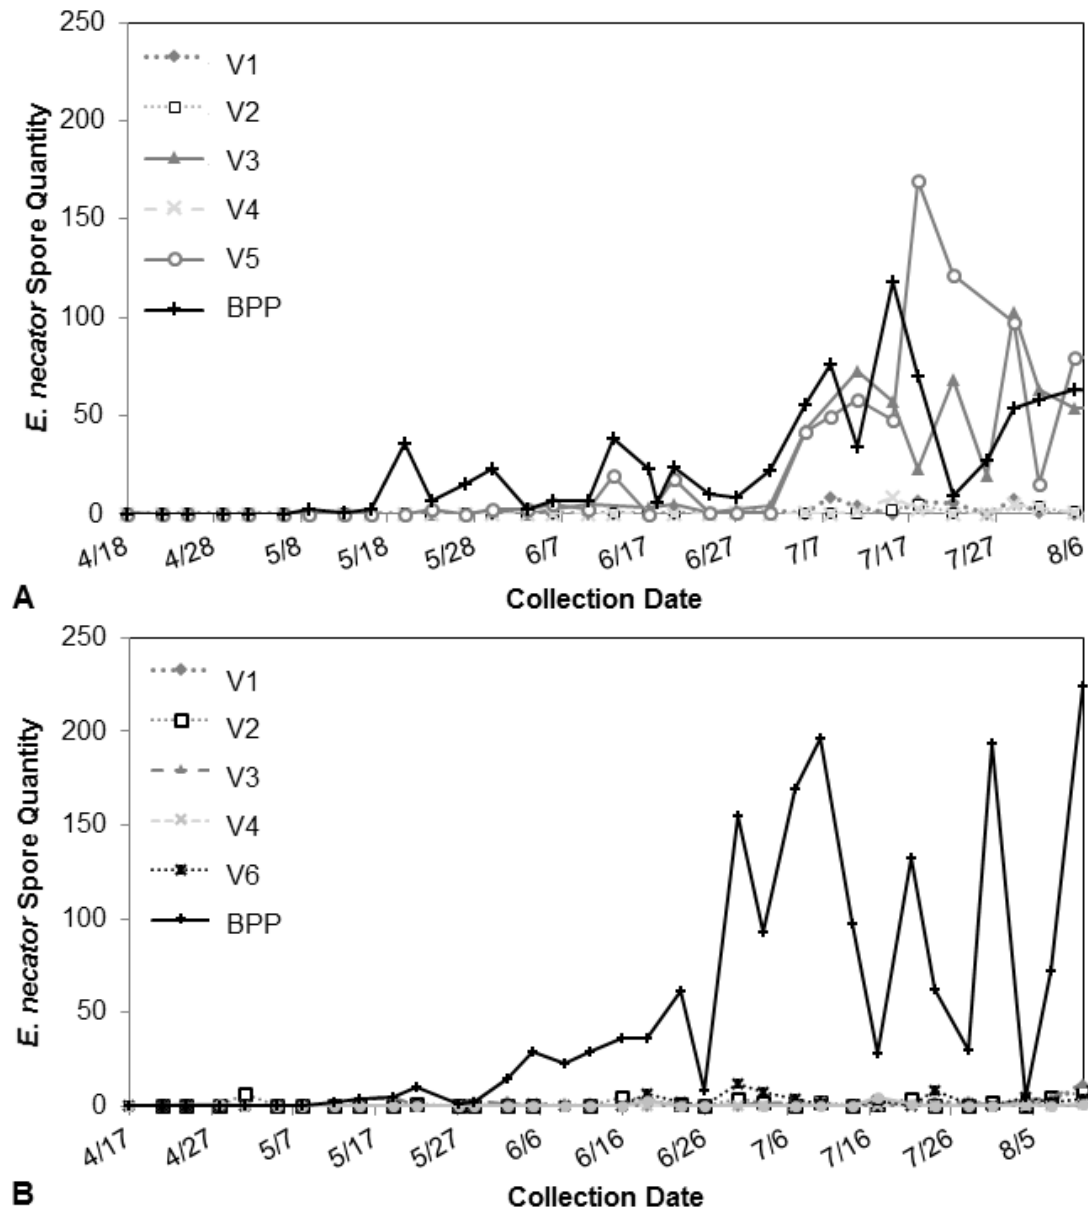 250
200
150
100
50
0
E. necator Spore Quantity
V1
V2
V3
V4
V5
BPP
4/18 4/28 5/8 5/18 5/28 6/7 6/17 6/27 7/7 7/17 7/27 8/6
A
Collection Date
250
200
150
100
50
0
E. necator Spore Quantity
V1
V2
V3
V4
V6
BPP
4/17 4/27 5/7 5/17 5/27 6/6 6/16 6/26 7/6 7/16 7/26 8/5
B
Collection Date